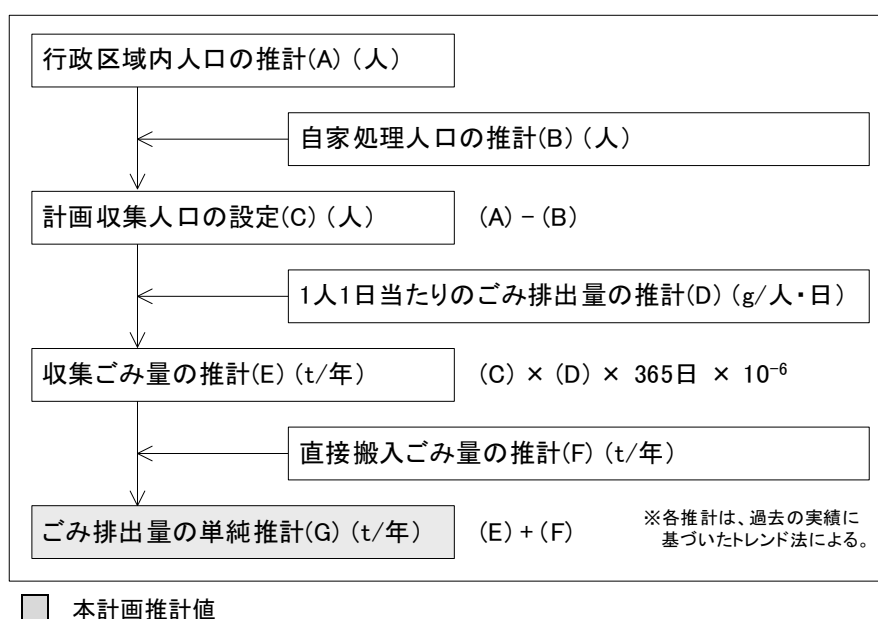 行政区域内人口の推計(A) (人)
自家処理人口の推計(B) (人)
計画収集人口の設定(C) (人)
(A) − (B)
1人1日当たりのごみ排出量の推計(D) (g/人・日)
収集ごみ量の推計(E) (t/年)
(C) × (D) × 365日 × 10⁻⁶
直接搬入ごみ量の推計(F) (t/年)
ごみ排出量の単純推計(G) (t/年)
(E) + (F)
※各推計は、過去の実績に
基づいたトレンド法による。
本計画推計値